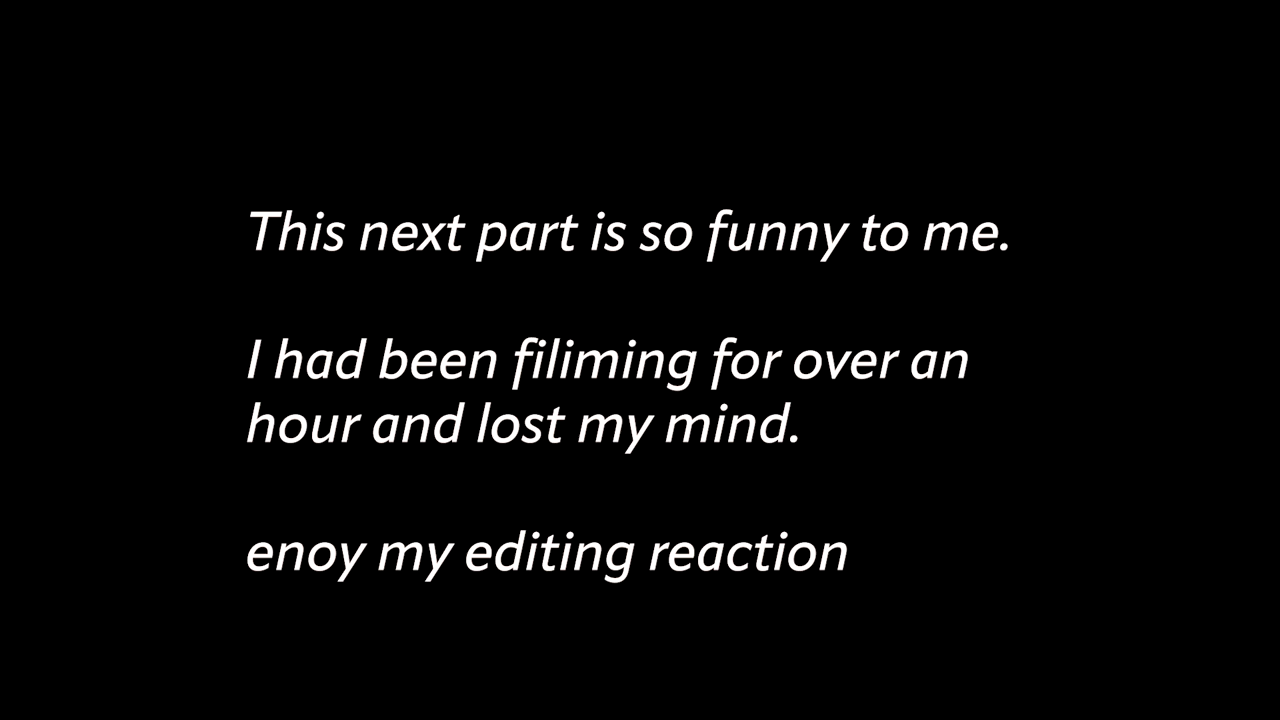 This next part is so funny to me.
I had been filiming for over an
hour and lost my mind.
enoy my editing reaction